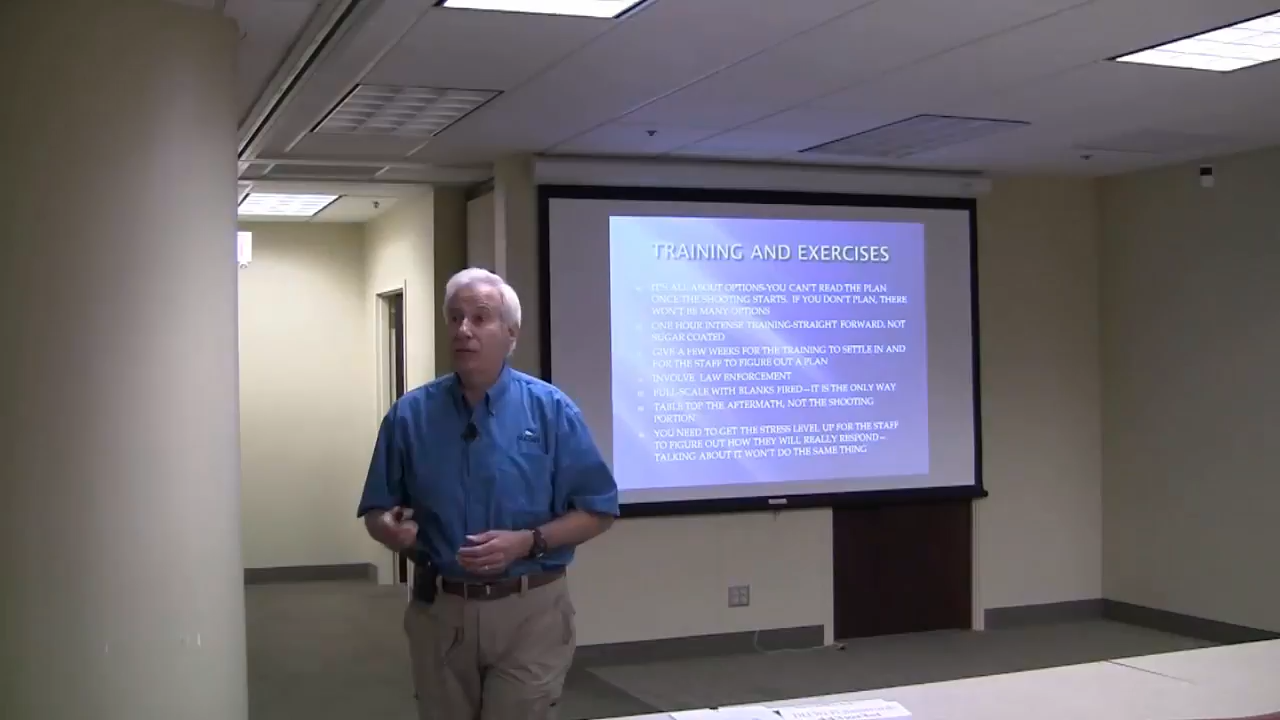 TRAINING AND EXERCISES
IT'S ALL ABOUT OPTIONS-YOU CAN'T READ THE PLAN
ONCE THE SHOOTING STARTS. IF YOU DON'T PLAN, THERE
WON'T BE MANY OPTIONS
ONE HOUR INTENSE TRAINING-STRAIGHT FORWARD, NOT
SUGAR COATED
GIVE A FEW WEEKS FOR THE TRAINING TO SETTLE IN AND
FOR THE STAFF TO FIGURE OUT A PLAN
INVOLVE LAW ENFORCEMENT
FULL-SCALE WITH BLANKS FIRED—IT IS THE ONLY WAY
TABLE TOP THE AFTERMATH, NOT THE SHOOTING
PORTION
YOU NEED TO GET THE STRESS LEVEL UP FOR THE STAFF
TO FIGURE OUT HOW THEY WILL REALLY RESPOND—
TALKING ABOUT IT WON'T DO THE SAME THING